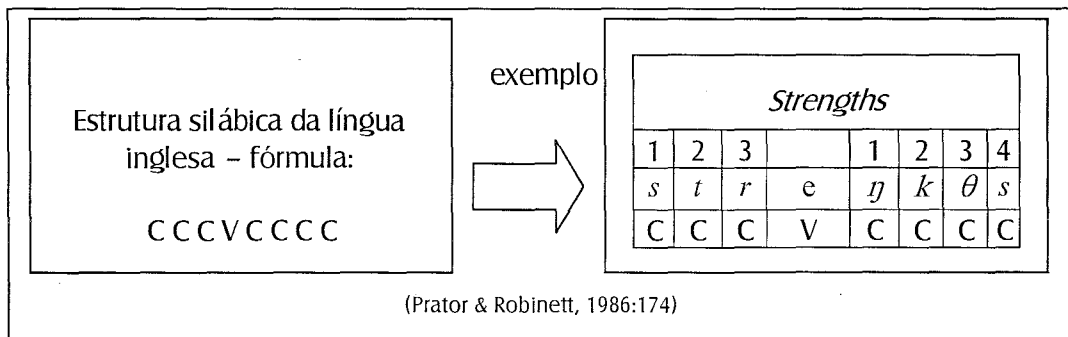 Estrutura silábica da língua
inglesa – fórmula:
C C C V C C C C
exemplo
Strengths
1 2 3 1 2 3 4
s t r e ŋ k θ s
C C C V C C C C
(Prator & Robinett, 1986:174)